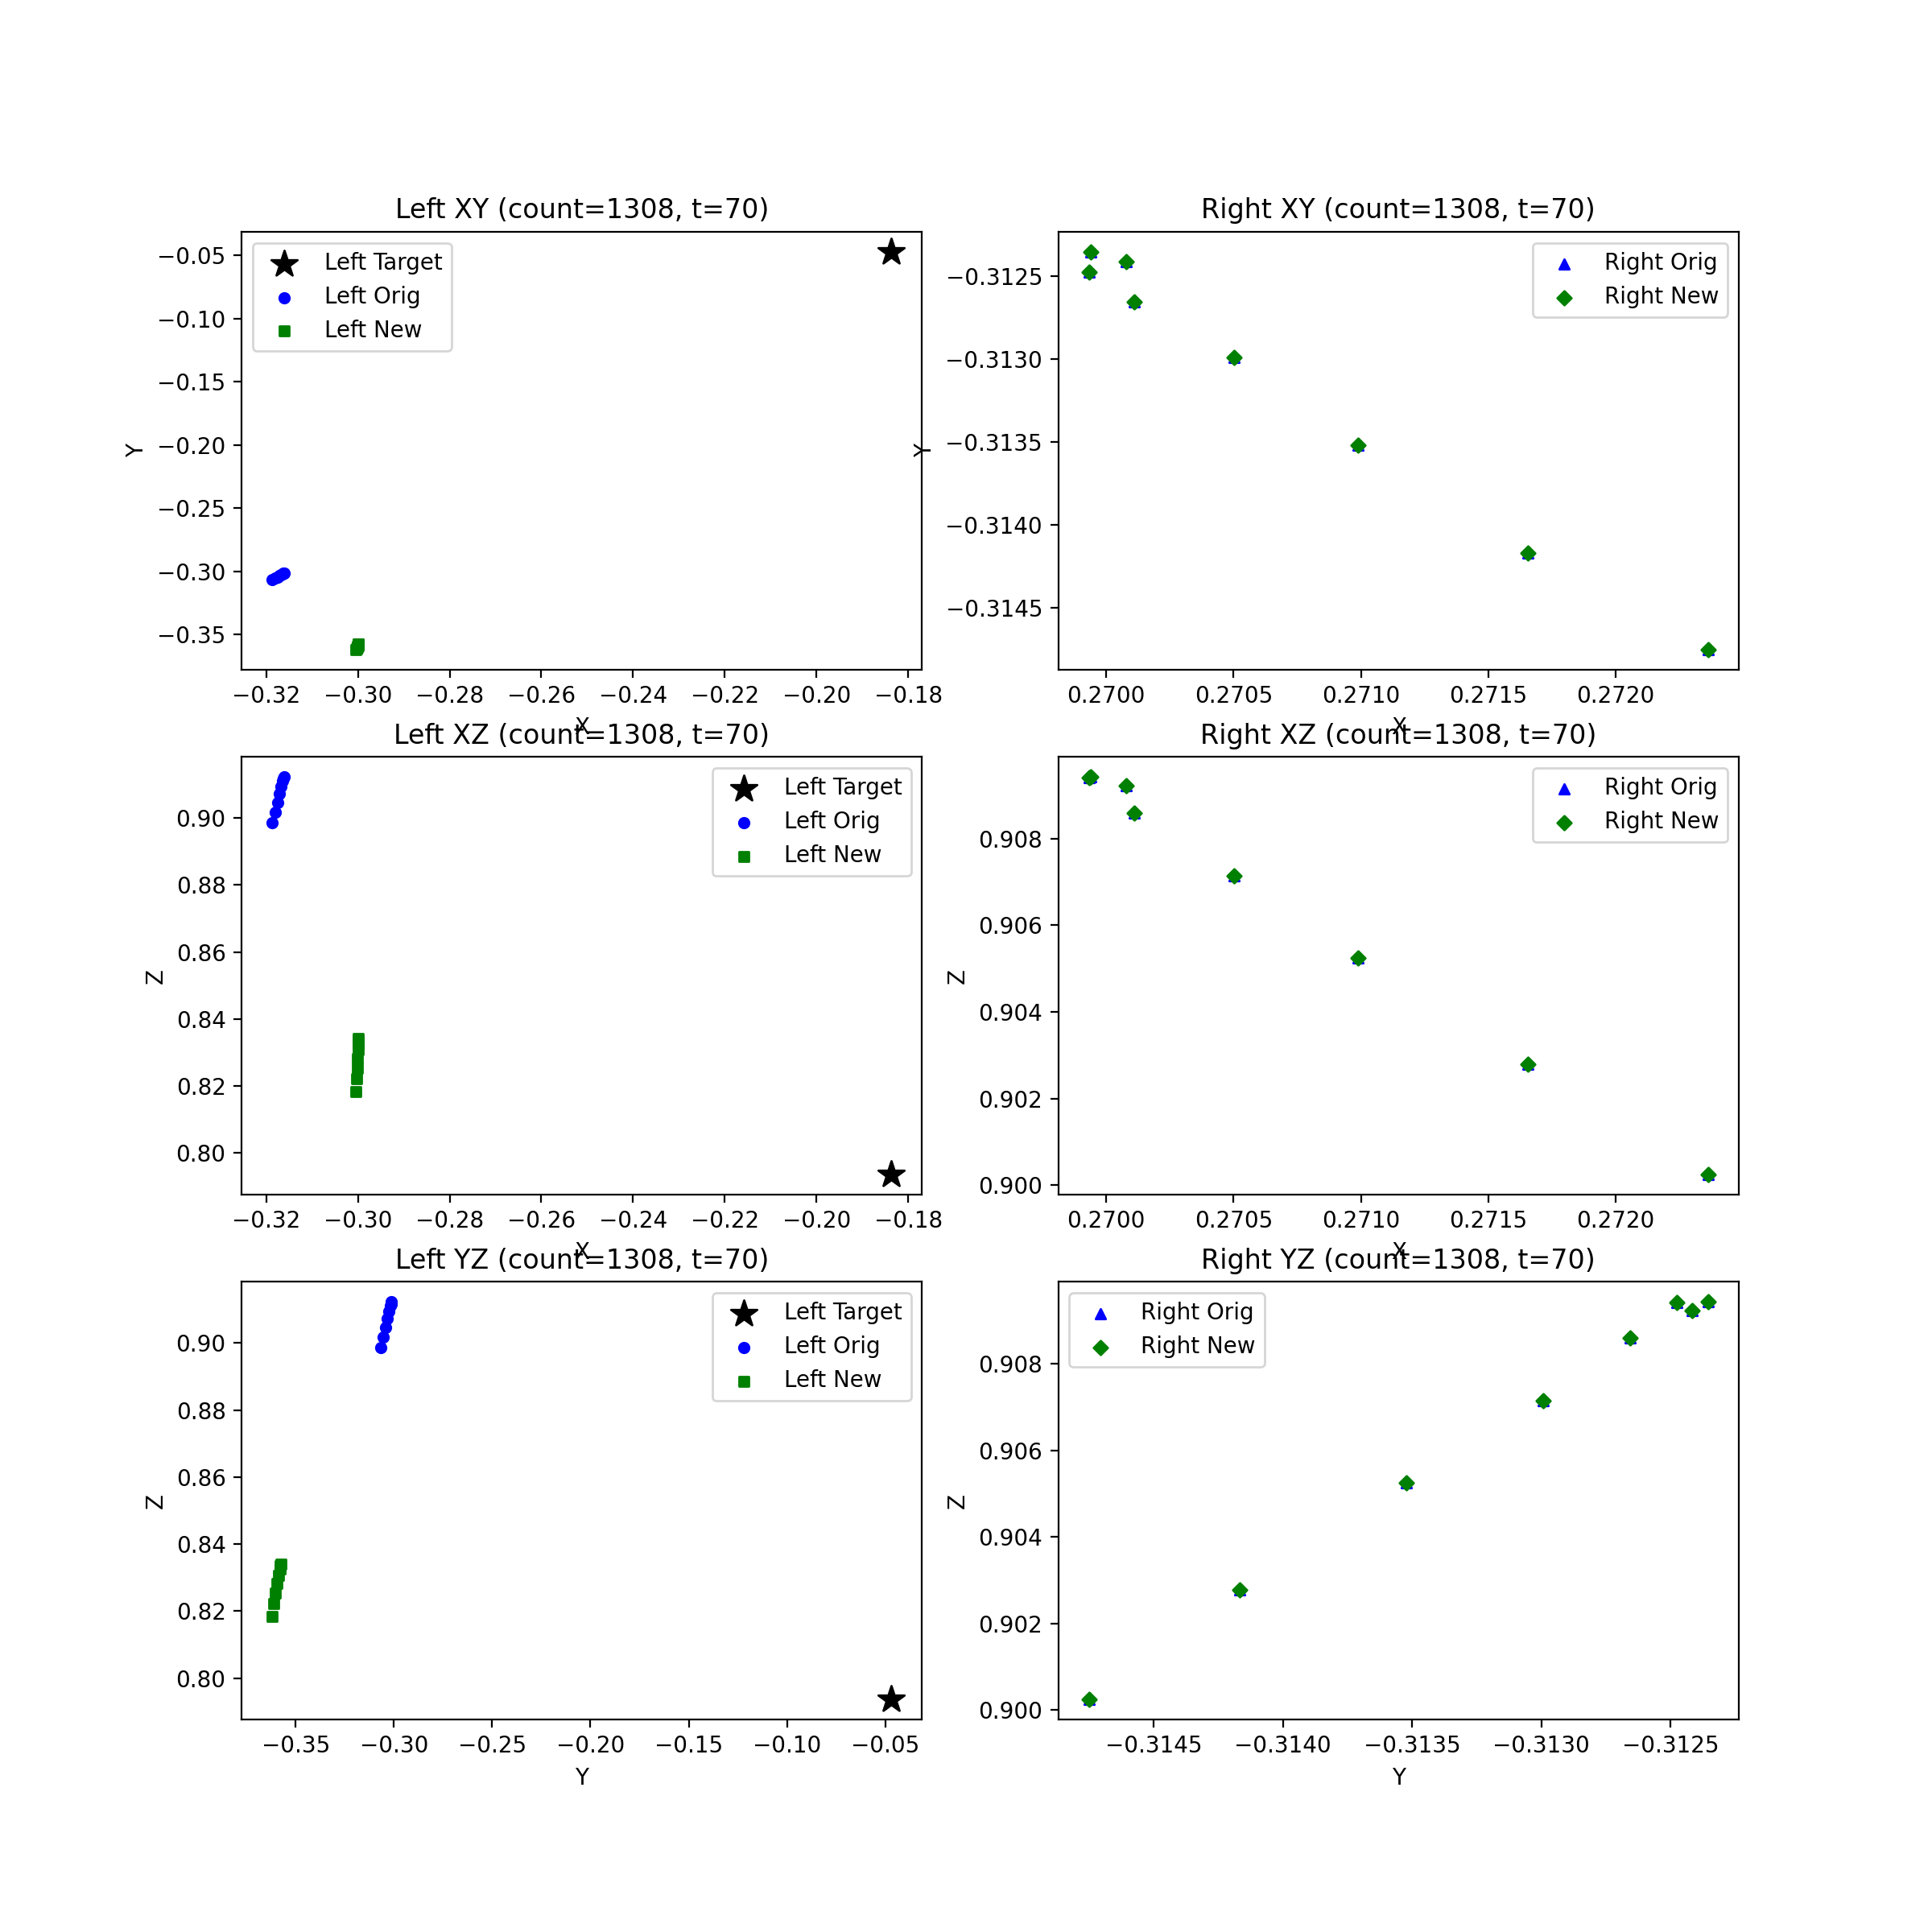 Left XY (count=1308, t=70)
Left Target
Left Orig
Left New
Y
−0.05
−0.10
−0.15
−0.20
−0.25
−0.30
−0.35
−0.32 −0.30 −0.28 −0.26 −0.24 −0.22 −0.20 −0.18
X
Right XY (count=1308, t=70)
Right Orig
Right New
Y
−0.3125
−0.3130
−0.3135
−0.3140
−0.3145
0.2700 0.2705 0.2710 0.2715 0.2720
X
Left XZ (count=1308, t=70)
Left Target
Left Orig
Left New
Z
0.90
0.88
0.86
0.84
0.82
0.80
−0.32 −0.30 −0.28 −0.26 −0.24 −0.22 −0.20 −0.18
X
Right XZ (count=1308, t=70)
Right Orig
Right New
Z
0.908
0.906
0.904
0.902
0.900
0.2700 0.2705 0.2710 0.2715 0.2720
X
Left YZ (count=1308, t=70)
Left Target
Left Orig
Left New
Z
0.90
0.88
0.86
0.84
0.82
0.80
−0.35 −0.30 −0.25 −0.20 −0.15 −0.10 −0.05
Y
Right YZ (count=1308, t=70)
Right Orig
Right New
Z
0.908
0.906
0.904
0.902
0.900
−0.3145 −0.3140 −0.3135 −0.3130 −0.3125
Y